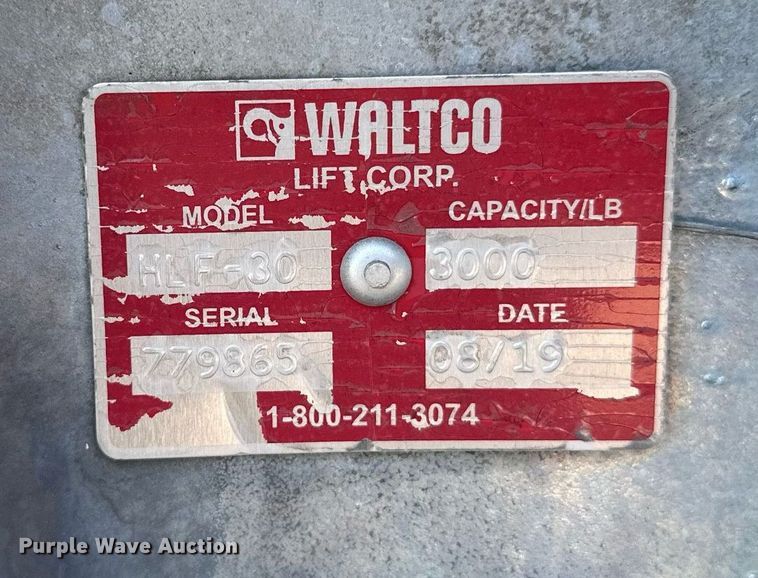 WALTCO
LIFT CORP.
MODEL CAPACITY/LB
HLF-30 3000
SERIAL DATE
779865 08/19
1-800-211-3074
Purple Wave Auction